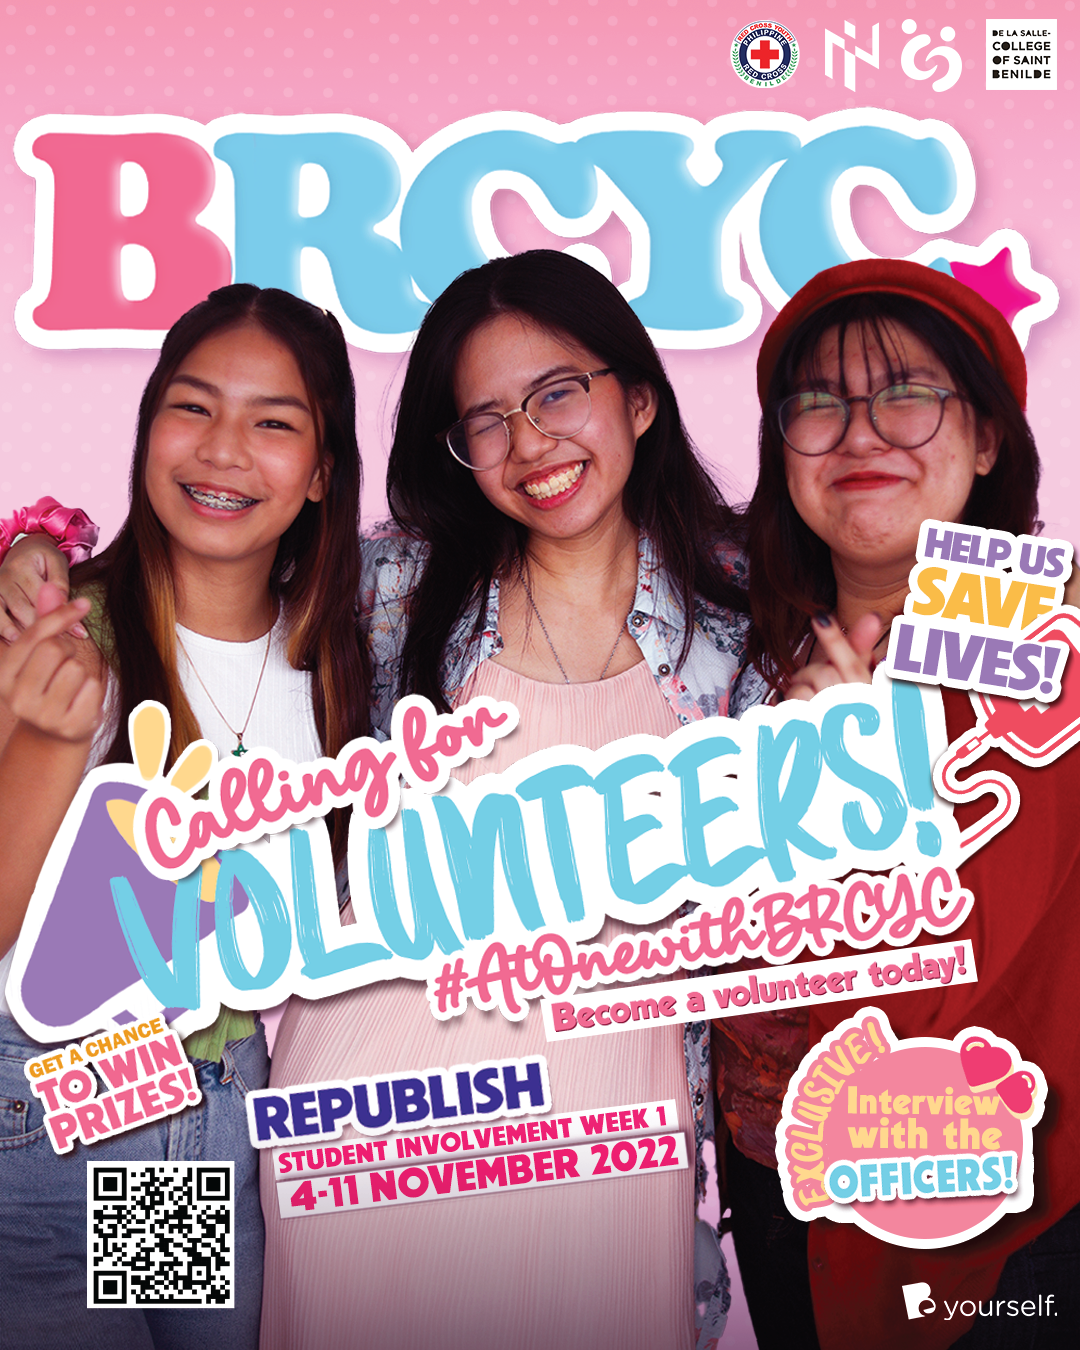 RED CROSS YOUTH
PHILIPPINE
RED CROSS
BENILDE
DE LA SALLE-
COLLEGE
OF SAINT
BENILDE
BRCYC
HELP US
SAVE
LIVES!
Calling for
VOLUNTEERS!
#AtOnewithBRCYC
Become a volunteer today!
GET A CHANCE
TO WIN
PRIZES!
REPUBLISH
STUDENT INVOLVEMENT WEEK 1
4-11 NOVEMBER 2022
EXCLUSIVE!
Interview
with the
OFFICERS!
Be yourself.